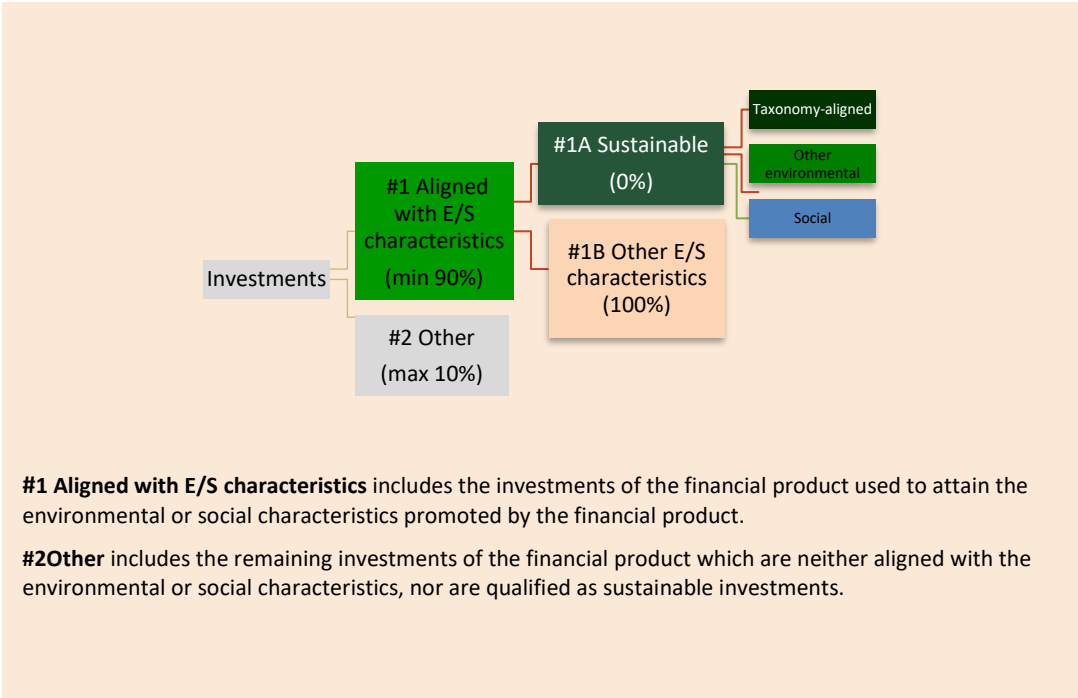 Taxonomy-aligned
#1A Sustainable
(0%)
Other
environmental
#1 Aligned
with E/S
characteristics
(min 90%)
Social
#1B Other E/S
characteristics
(100%)
Investments
#2 Other
(max 10%)
#1 Aligned with E/S characteristics includes the investments of the financial product used to attain the
environmental or social characteristics promoted by the financial product.
#2Other includes the remaining investments of the financial product which are neither aligned with the
environmental or social characteristics, nor are qualified as sustainable investments.